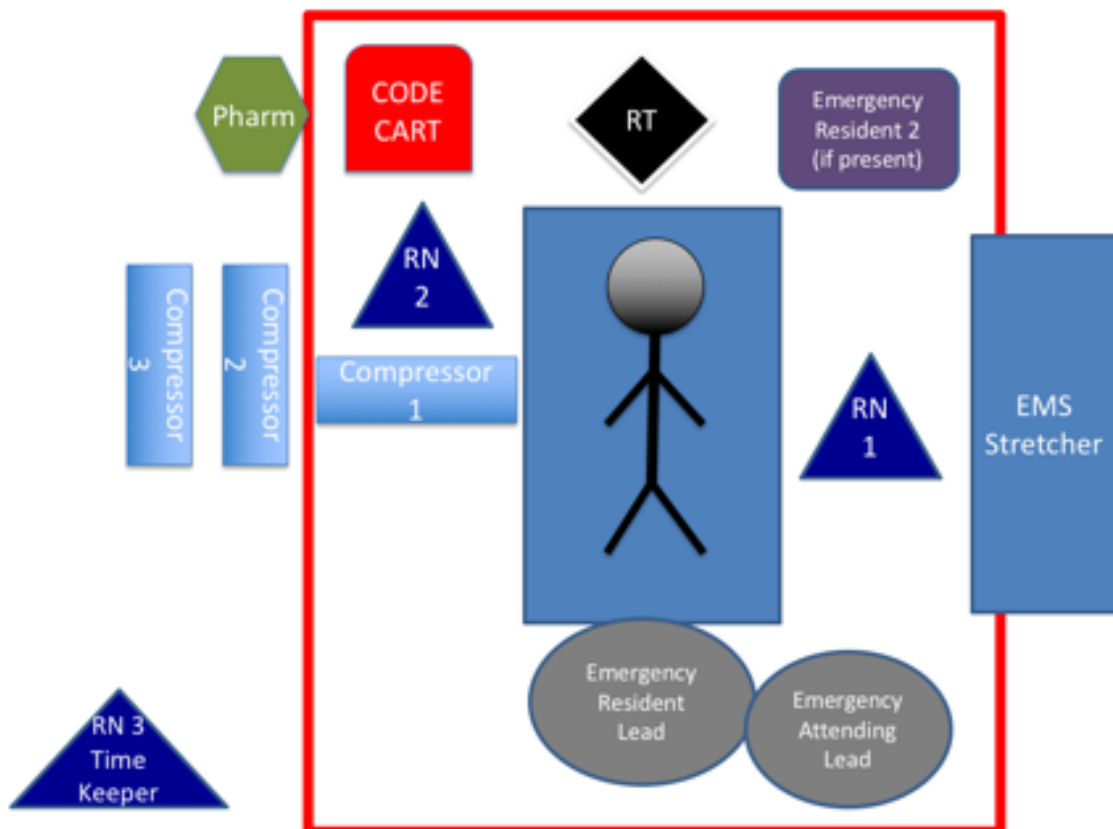 Pharm
CODE
CART
RT
Emergency
Resident 2
(if present)
RN
2
Compressor
3
Compressor
2
Compressor
1
RN
1
EMS
Stretcher
Emergency
Resident
Lead
Emergency
Attending
Lead
RN 3
Time
Keeper